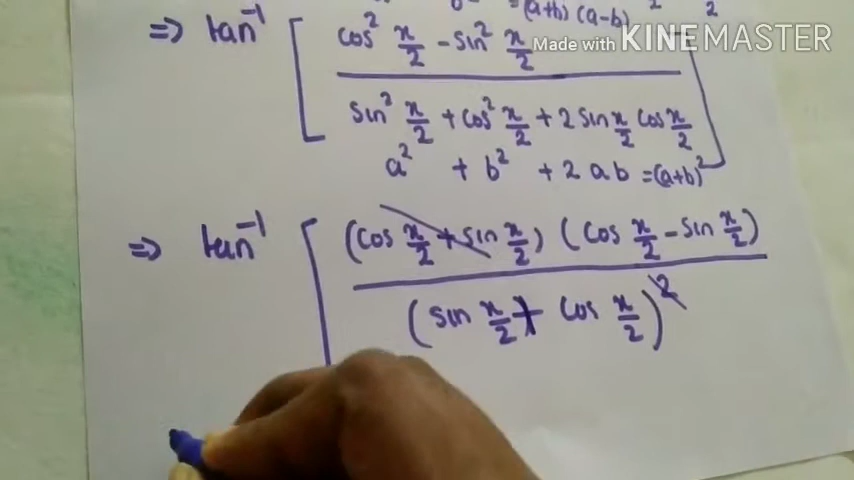 = (a+b) (a-b)
⇒ tan⁻¹ [ cos² x/2 - sin² x/2
Made with KINEMASTER
sin² x/2 + cos² x/2 + 2 sin x/2 cos x/2 ]
a² + b² + 2ab = (a+b)²
⇒ tan⁻¹ [ (cos x/2 + sin x/2) (cos x/2 - sin x/2)
(sin x/2 + cos x/2)²